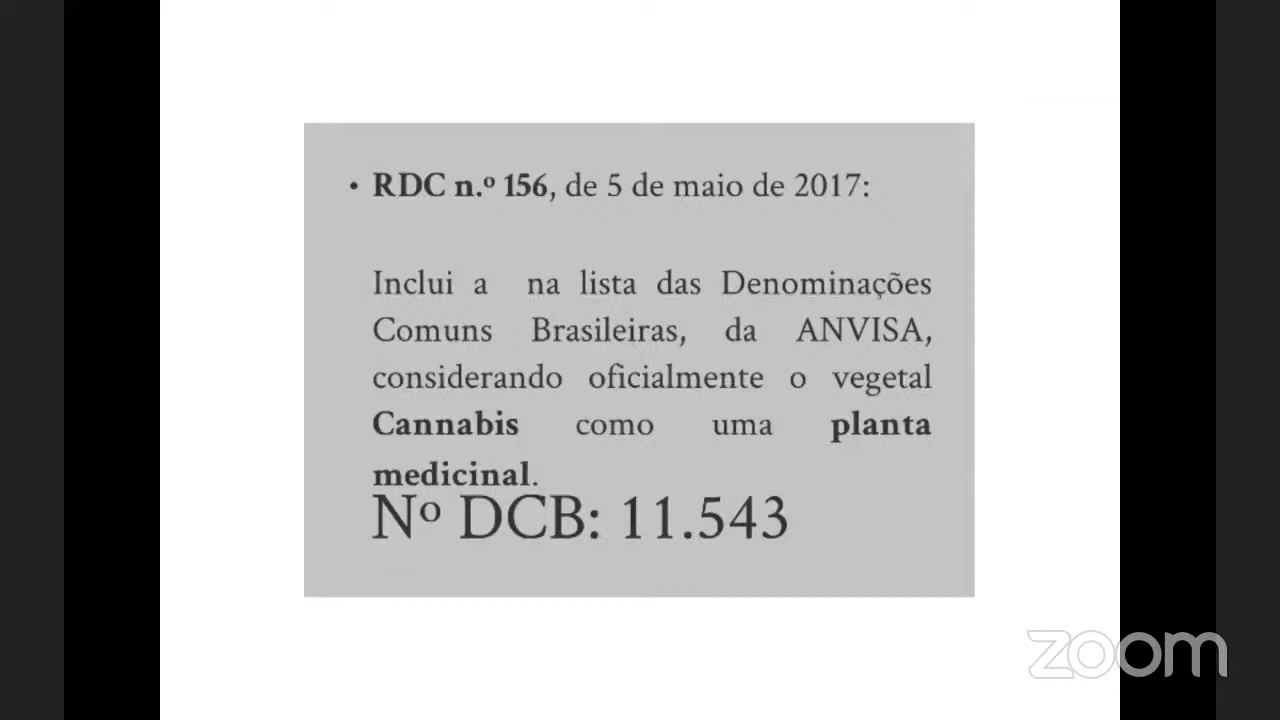 • RDC n.º 156, de 5 de maio de 2017:
Inclui a na lista das Denominações
Comuns Brasileiras, da ANVISA,
considerando oficialmente o vegetal
Cannabis como uma planta
medicinal.
Nº DCB: 11.543
zoom